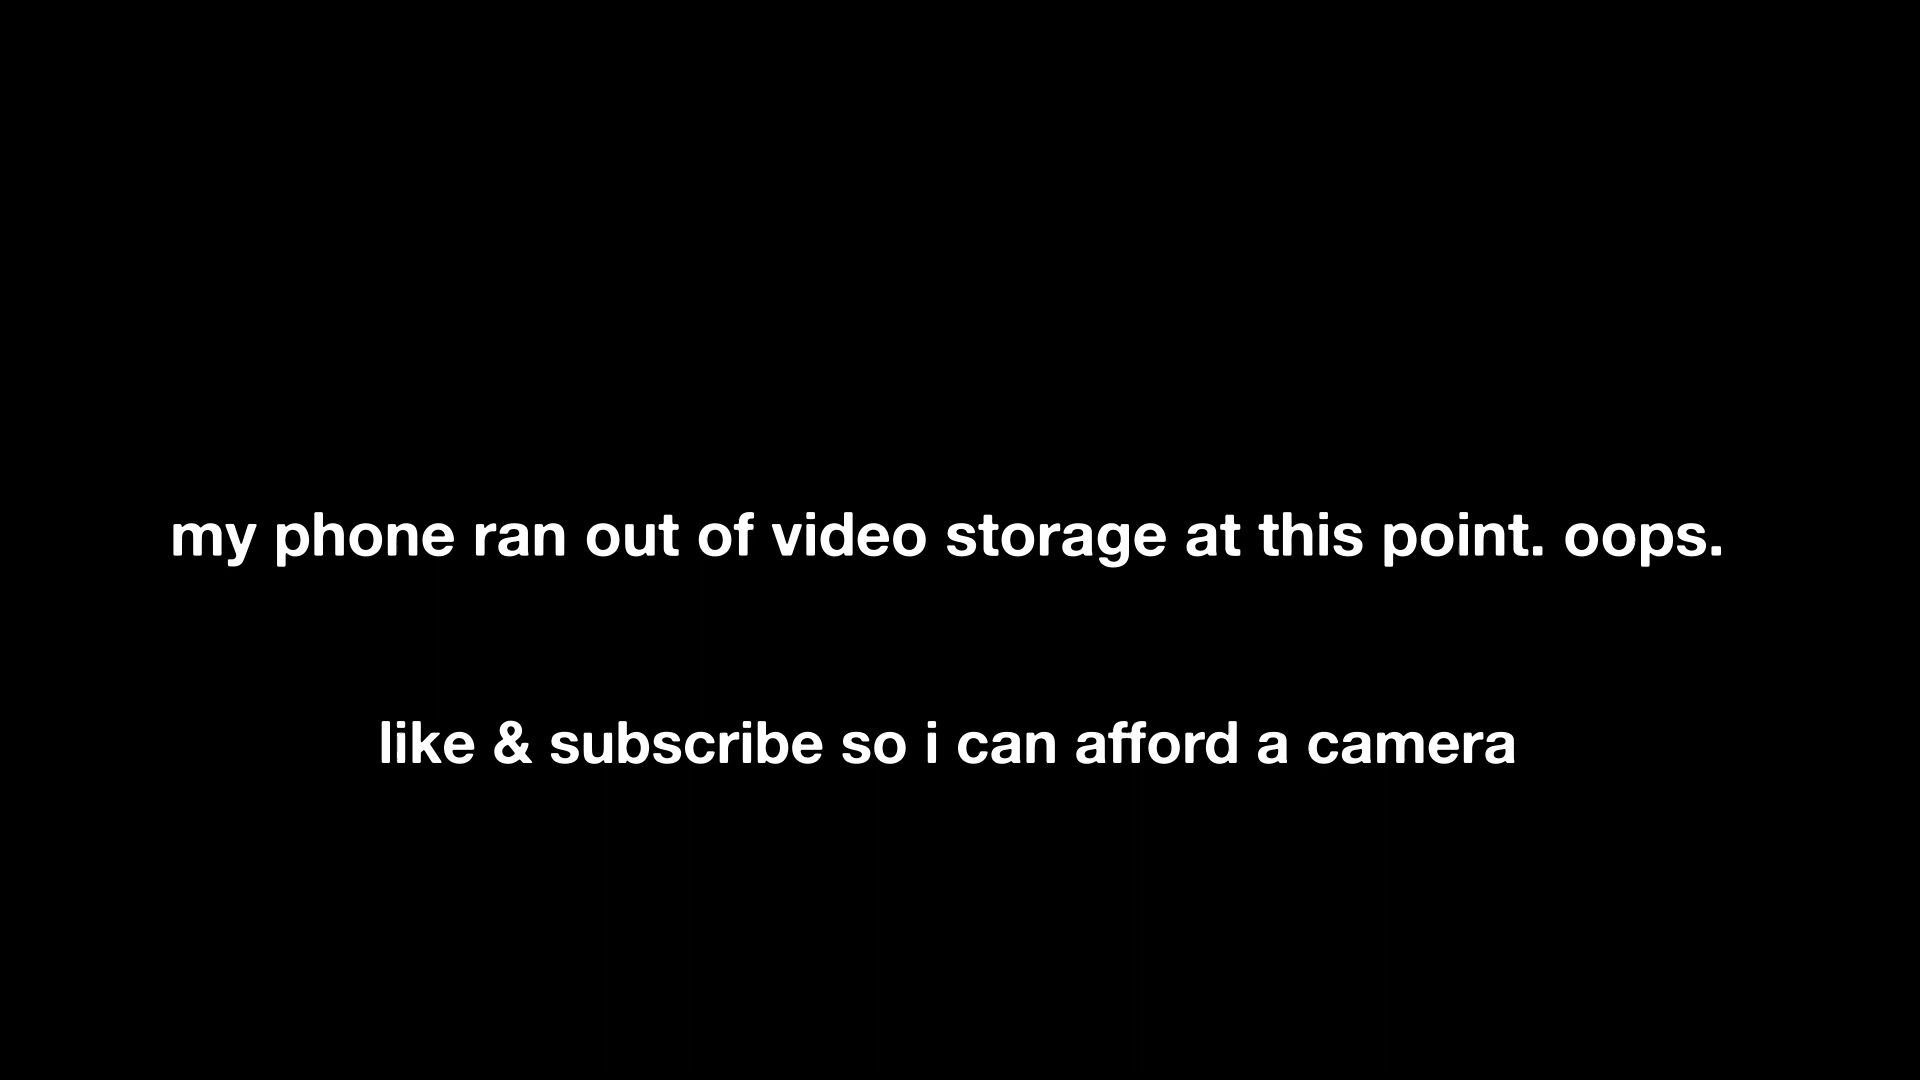 my phone ran out of video storage at this point. oops.
like & subscribe so i can afford a camera